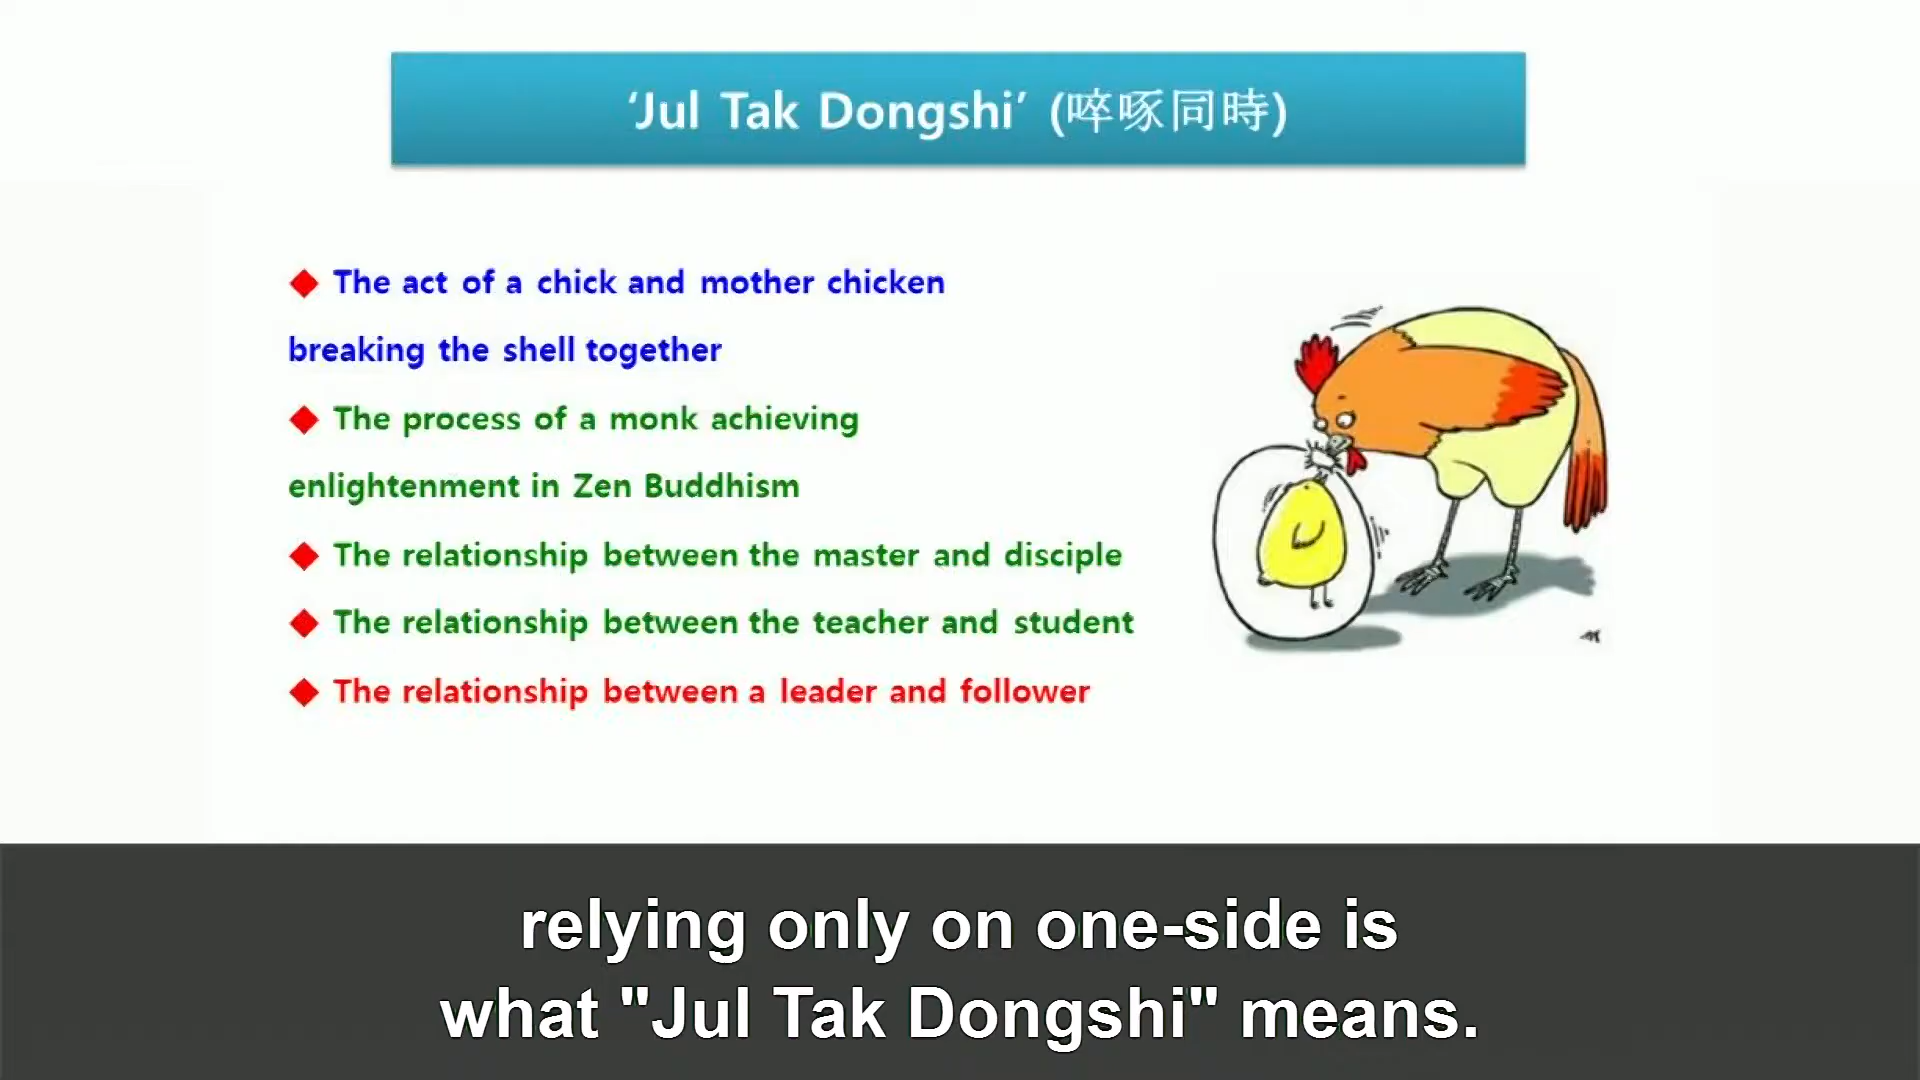 ‘Jul Tak Dongshi’ (啐啄同時)
◆ The act of a chick and mother chicken
breaking the shell together
◆ The process of a monk achieving
enlightenment in Zen Buddhism
◆ The relationship between the master and disciple
◆ The relationship between the teacher and student
◆ The relationship between a leader and follower
relying only on one-side is
what "Jul Tak Dongshi" means.